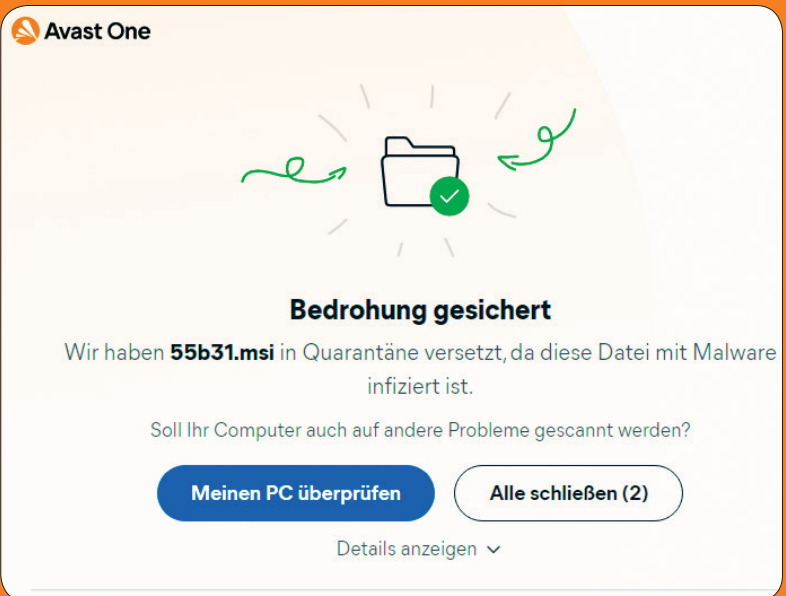 Avast One
Bedrohung gesichert
Wir haben 55b31.msi in Quarantäne versetzt, da diese Datei mit Malware
infiziert ist.
Soll Ihr Computer auch auf andere Probleme gescannt werden?
Meinen PC überprüfen
Alle schließen (2)
Details anzeigen